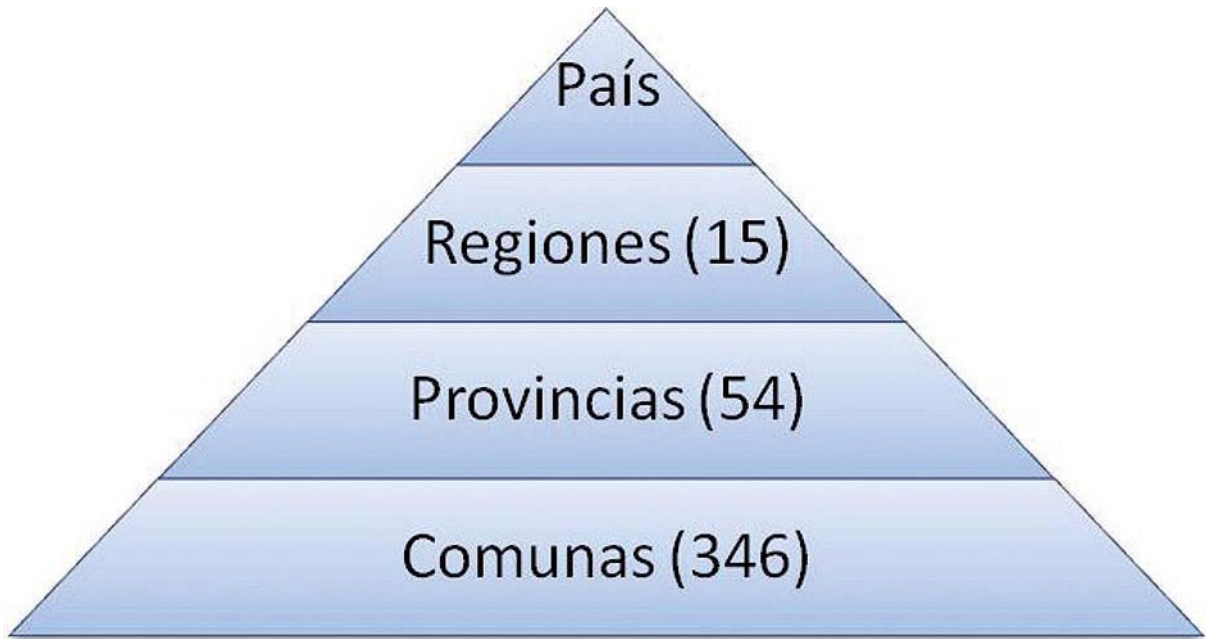 País
Regiones (15)
Provincias (54)
Comunas (346)